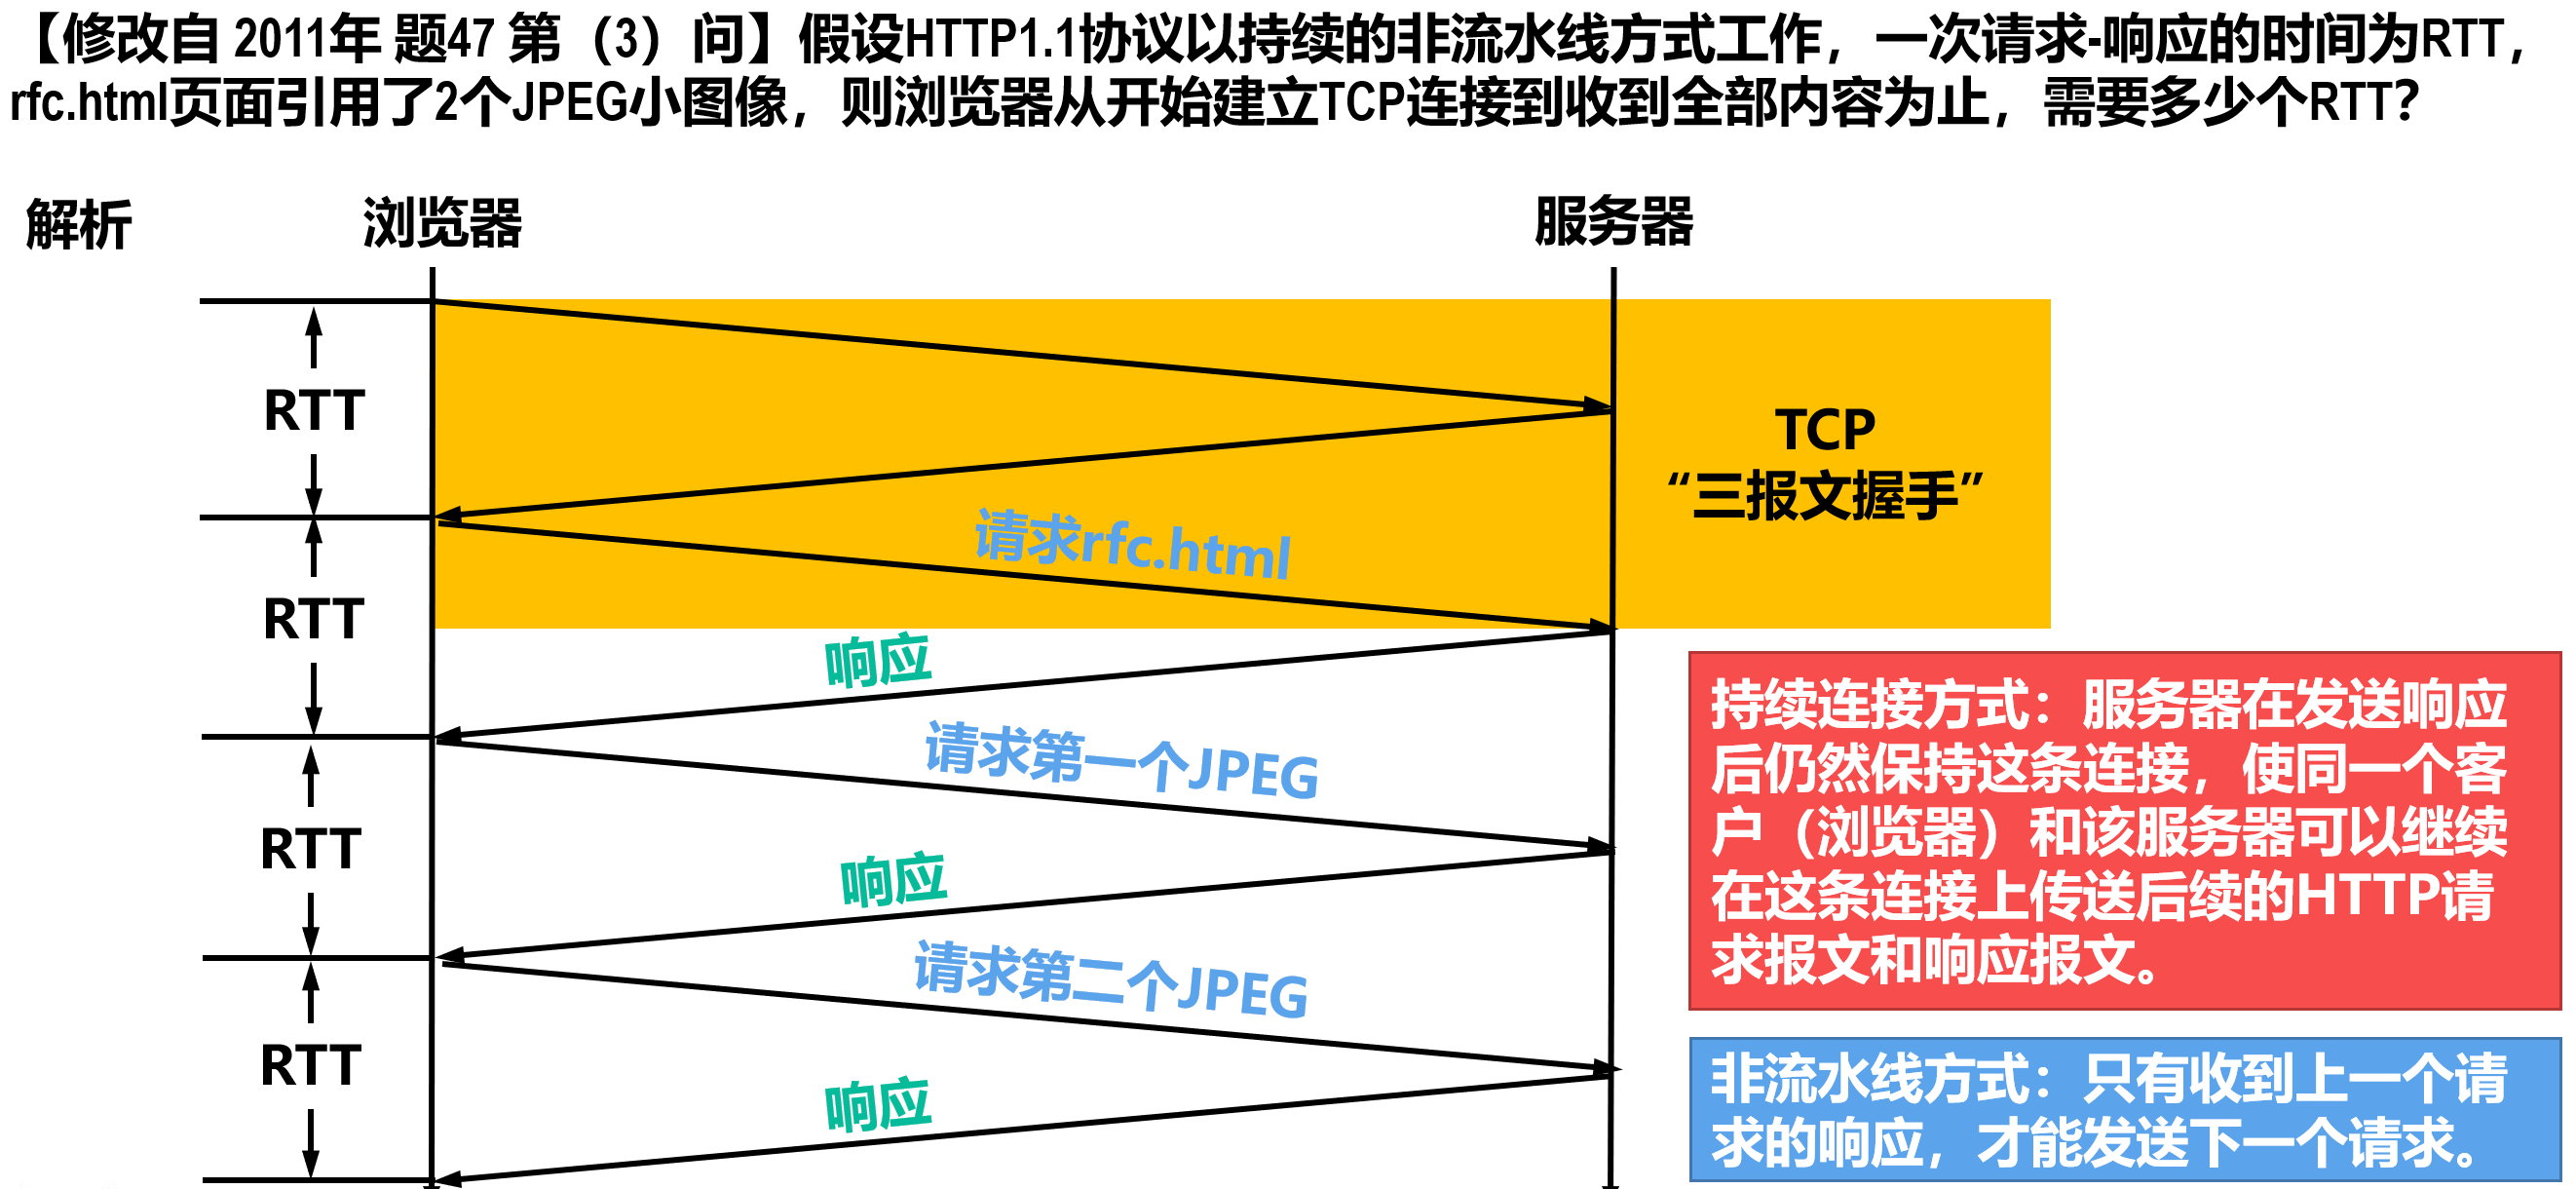 【修改自 2011年 题47 第（3）问】假设HTTP1.1协议以持续的非流水线方式工作，一次请求-响应的时间为RTT，
rfc.html页面引用了2个JPEG小图像，则浏览器从开始建立TCP连接到收到全部内容为止，需要多少个RTT？
解析
浏览器
服务器
RTT
TCP
“三报文握手”
请求rfc.html
RTT
响应
请求第一个JPEG
RTT
响应
请求第二个JPEG
RTT
响应
持续连接方式：服务器在发送响应
后仍然保持这条连接，使同一个客
户（浏览器）和该服务器可以继续
在这条连接上传送后续的HTTP请
求报文和响应报文。
非流水线方式：只有收到上一个请
求的响应，才能发送下一个请求。